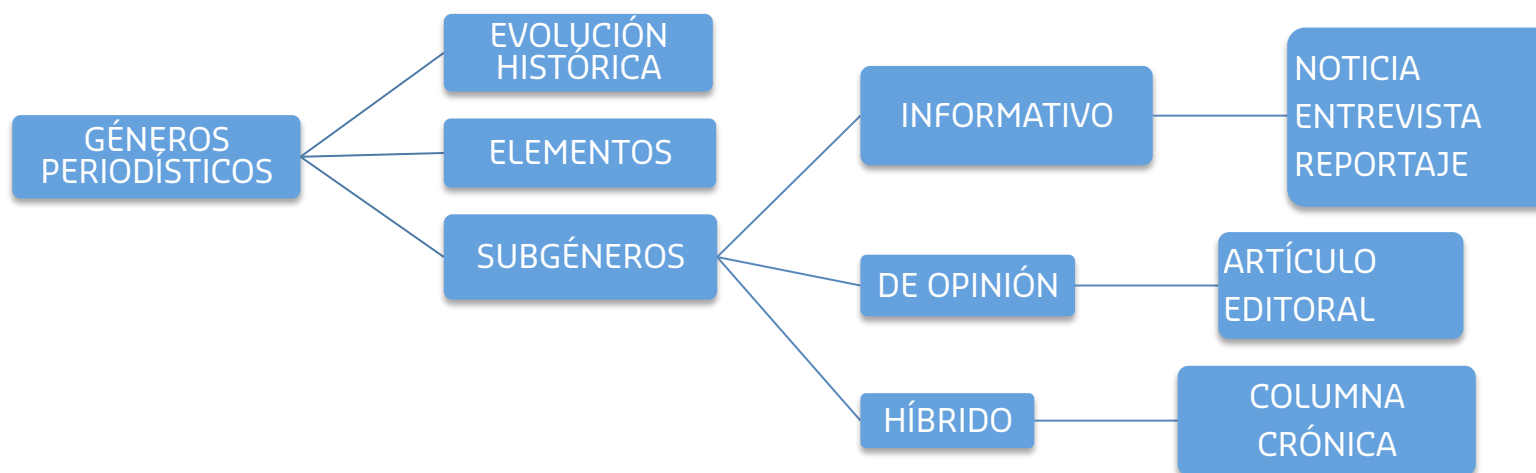 GÉNEROS
PERIODÍSTICOS
EVOLUCIÓN
HISTÓRICA
ELEMENTOS
SUBGÉNEROS
INFORMATIVO
NOTICIA
ENTREVISTA
REPORTAJE
DE OPINIÓN
ARTÍCULO
EDITORAL
HÍBRIDO
COLUMNA
CRÓNICA